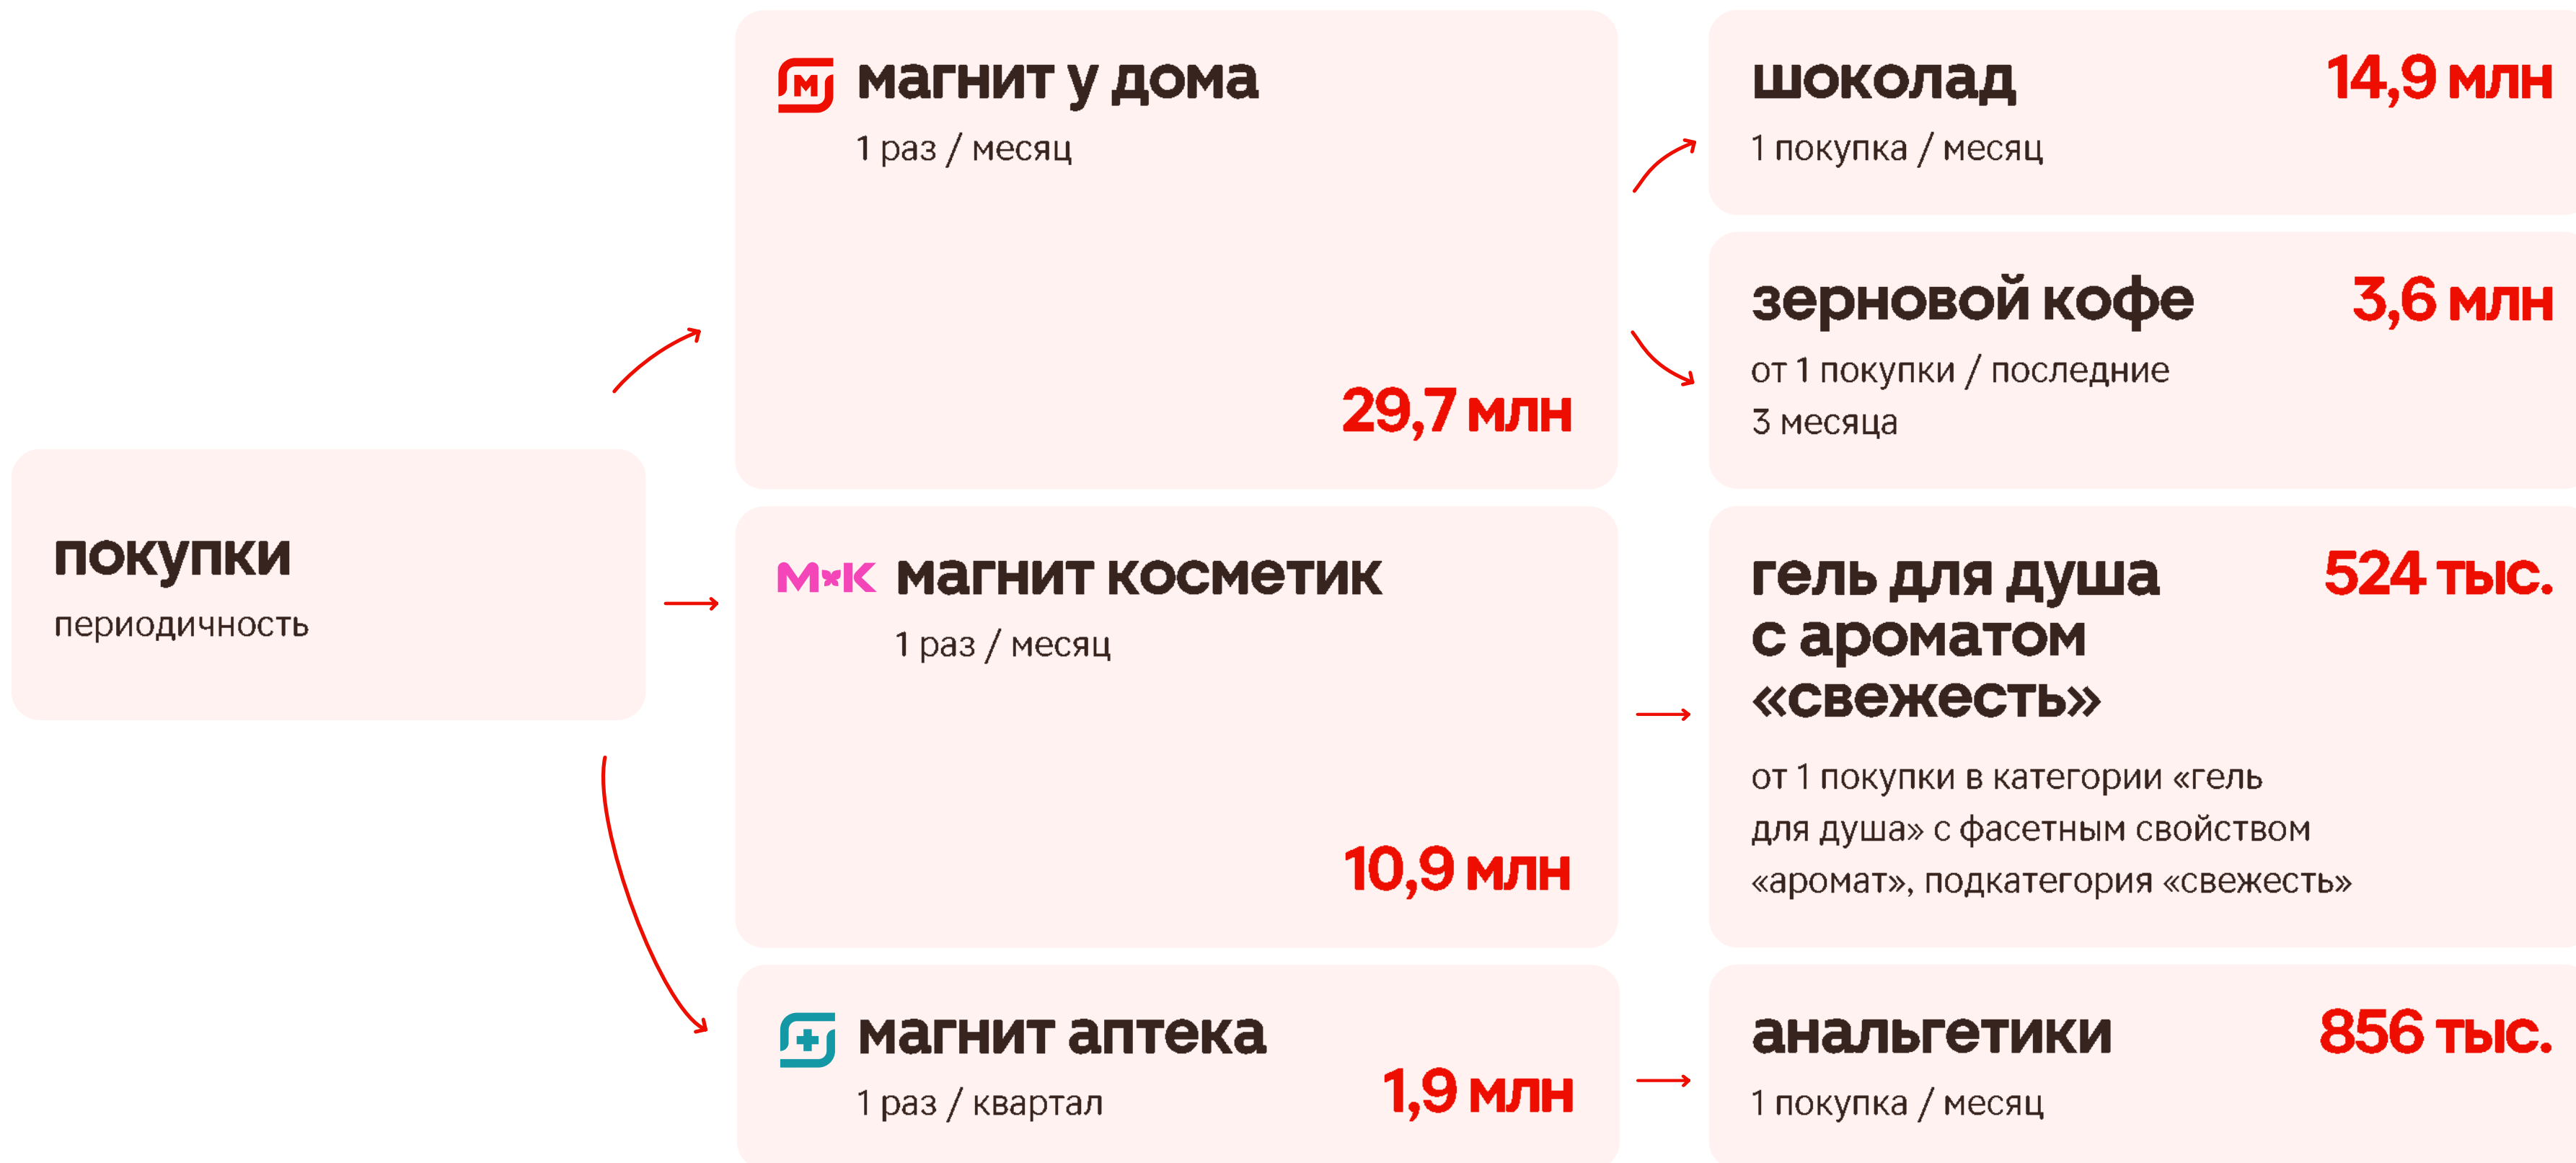 покупки
периодичность
м магнит у дома
1 раз / месяц
29,7 млн
шоколад
14,9 млн
1 покупка / месяц
зерновой кофе
3,6 млн
от 1 покупки / последние
3 месяца
М К магнит косметик
1 раз / месяц
10,9 млн
гель для душа
524 тыс.
с ароматом
«свежесть»
от 1 покупки в категории «гель
для душа» с фасетным свойством
«аромат», подкатегория «свежесть»
магнит аптека
1 раз / квартал
1,9 млн
анальгетики
856 тыс.
1 покупка / месяц